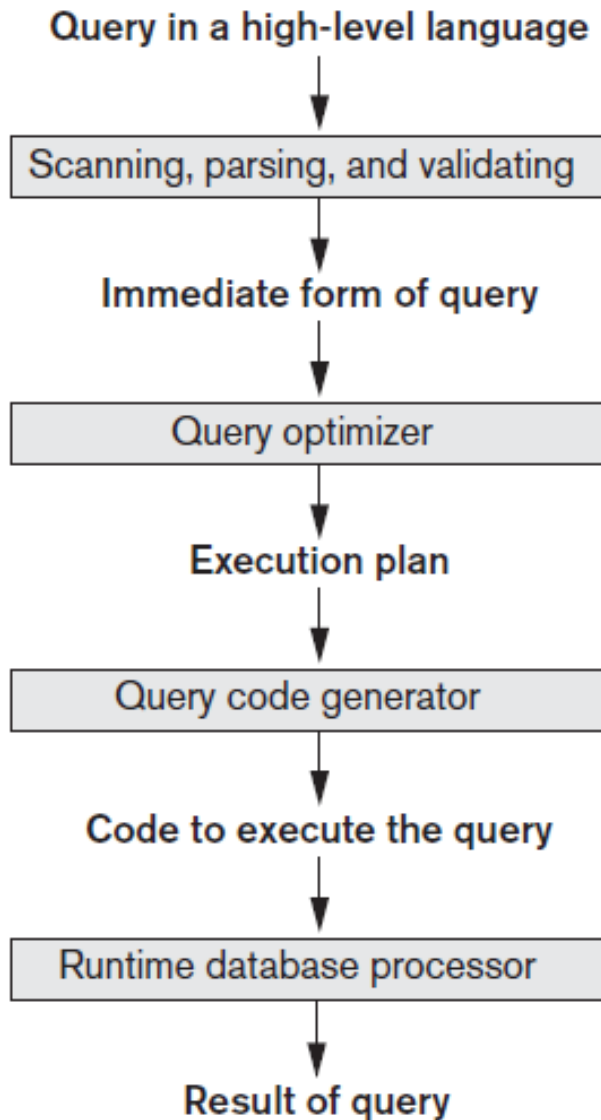 Query in a high-level language
Scanning, parsing, and validating
Immediate form of query
Query optimizer
Execution plan
Query code generator
Code to execute the query
Runtime database processor
Result of query